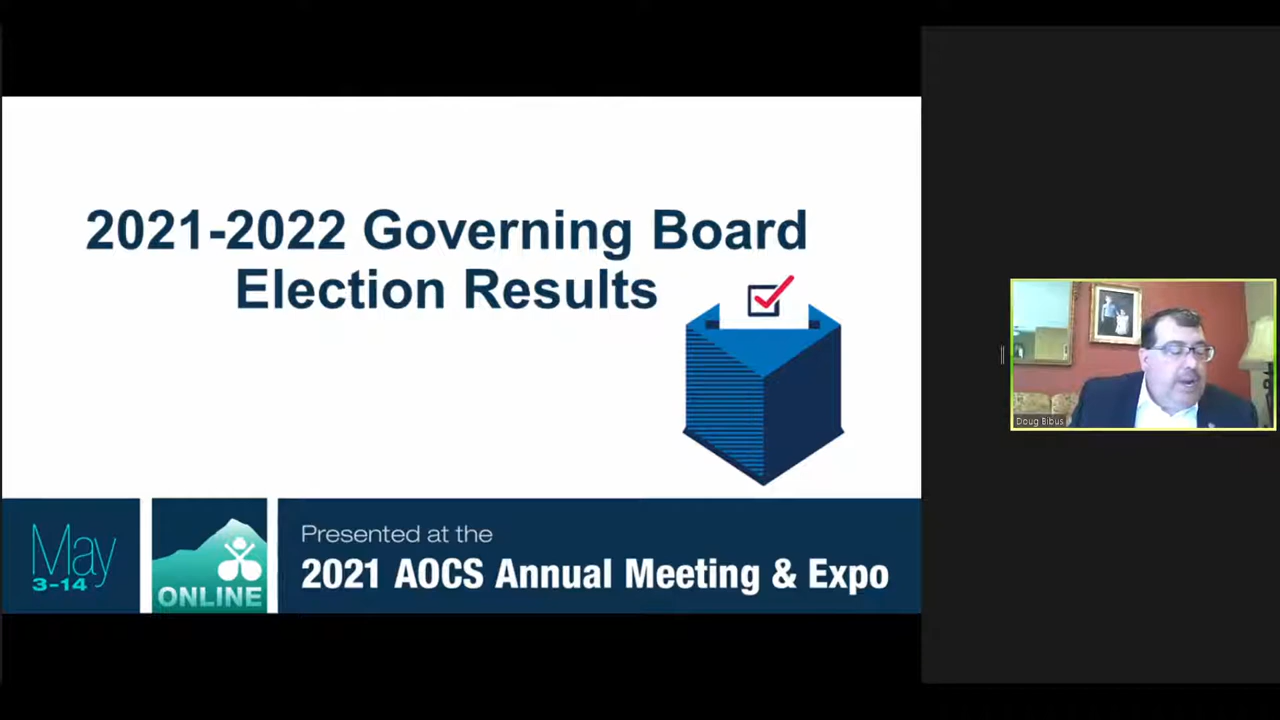 2021-2022 Governing Board
Election Results
May
3-14
ONLINE
Presented at the
2021 AOCS Annual Meeting & Expo
Doug Bibus